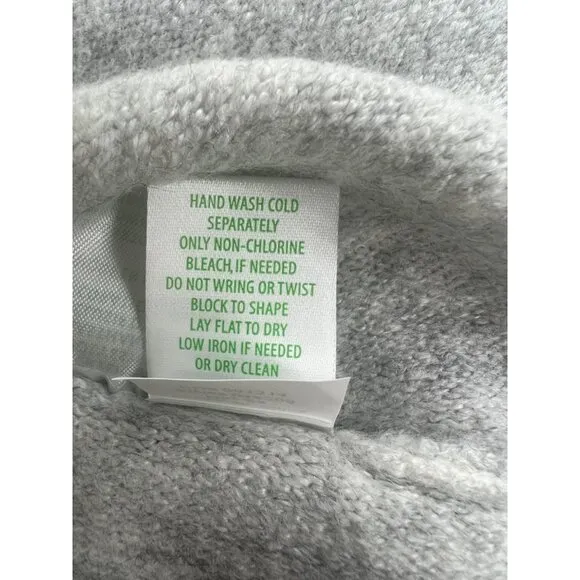 HAND WASH COLD
SEPARATELY
ONLY NON-CHLORINE
BLEACH, IF NEEDED
DO NOT WRING OR TWIST
BLOCK TO SHAPE
LAY FLAT TO DRY
LOW IRON IF NEEDED
OR DRY CLEAN